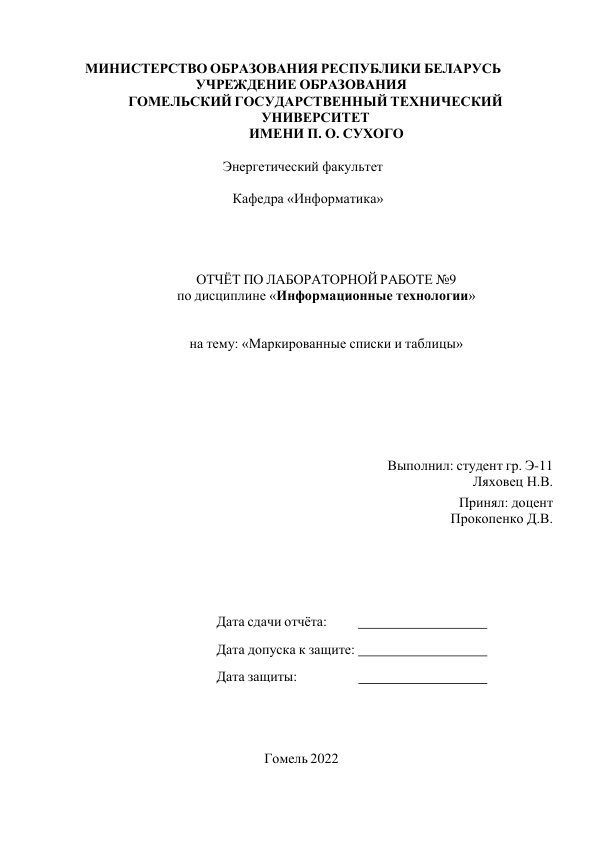 МИНИСТЕРСТВО ОБРАЗОВАНИЯ РЕСПУБЛИКИ БЕЛАРУСЬ
УЧРЕЖДЕНИЕ ОБРАЗОВАНИЯ
ГОМЕЛЬСКИЙ ГОСУДАРСТВЕННЫЙ ТЕХНИЧЕСКИЙ
УНИВЕРСИТЕТ
ИМЕНИ П. О. СУХОГО
Энергетический факультет
Кафедра «Информатика»
ОТЧЁТ ПО ЛАБОРАТОРНОЙ РАБОТЕ №9
по дисциплине «Информационные технологии»
на тему: «Маркированные списки и таблицы»
Выполнил: студент гр. Э-11
Ляховец Н.В.
Принял: доцент
Прокопенко Д.В.
Дата сдачи отчёта: ___________________
Дата допуска к защите: ___________________
Дата защиты: ___________________
Гомель 2022